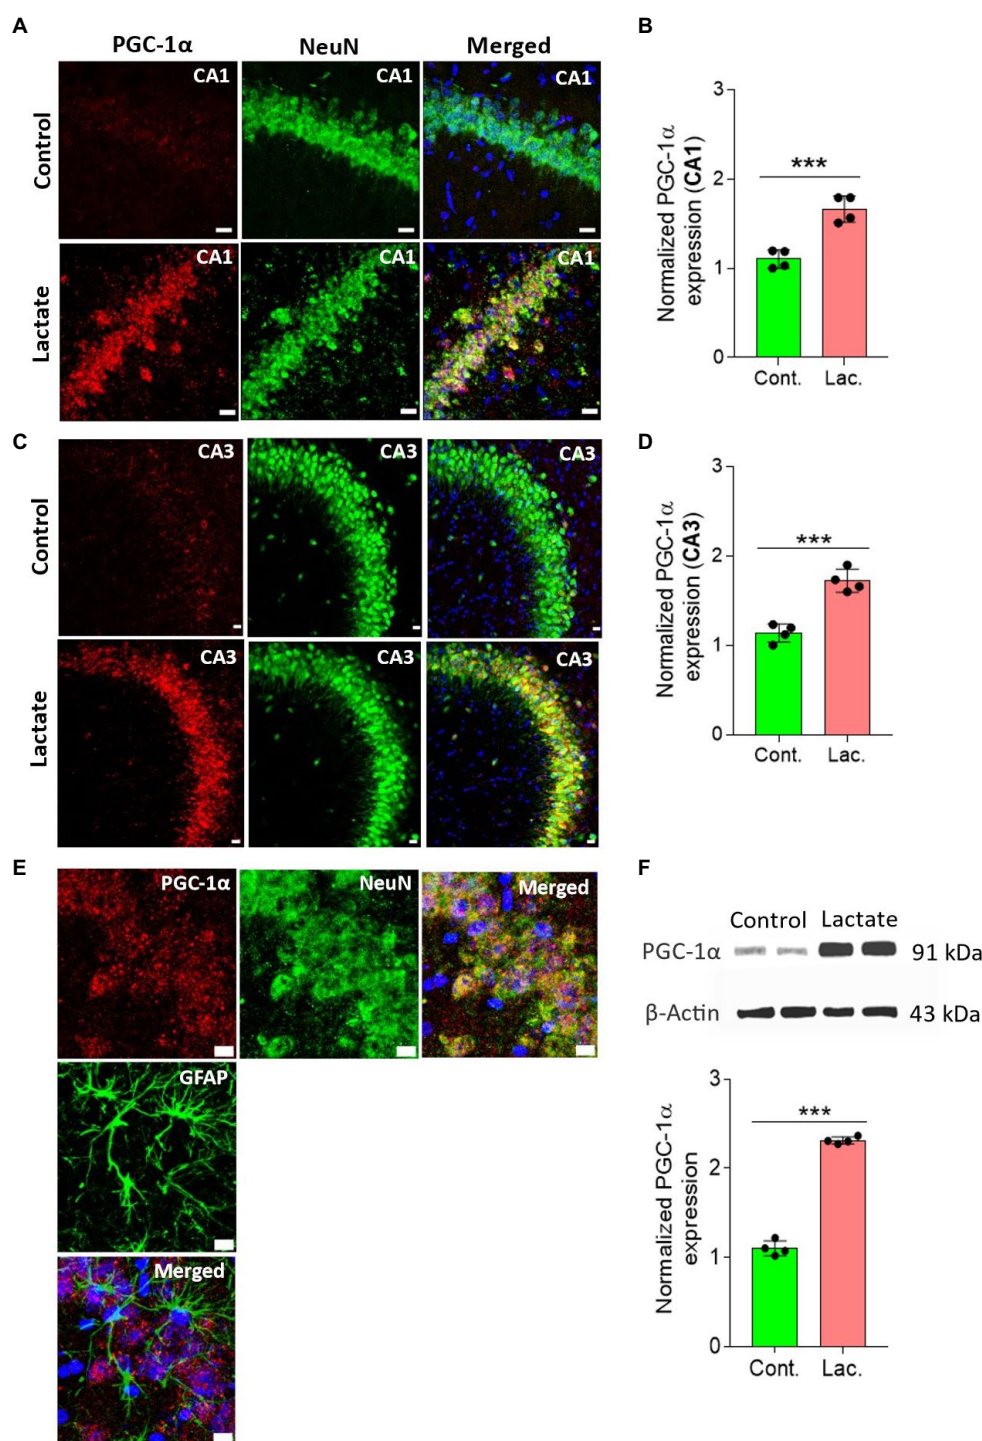 A
PGC-1α NeuN Merged
Control
CA1 CA1 CA1
Lactate
CA1 CA1 CA1
B
Normalized PGC-1α
expression (CA1)
3
2
1
0
***
Cont. Lac.
C
Control
CA3 CA3 CA3
Lactate
CA3 CA3 CA3
D
Normalized PGC-1α
expression (CA3)
3
2
1
0
***
Cont. Lac.
E
PGC-1α NeuN Merged
GFAP
Merged
F
Control Lactate
PGC-1α 91 kDa
β-Actin 43 kDa
Normalized PGC-1α
expression
3
2
1
0
***
Cont. Lac.